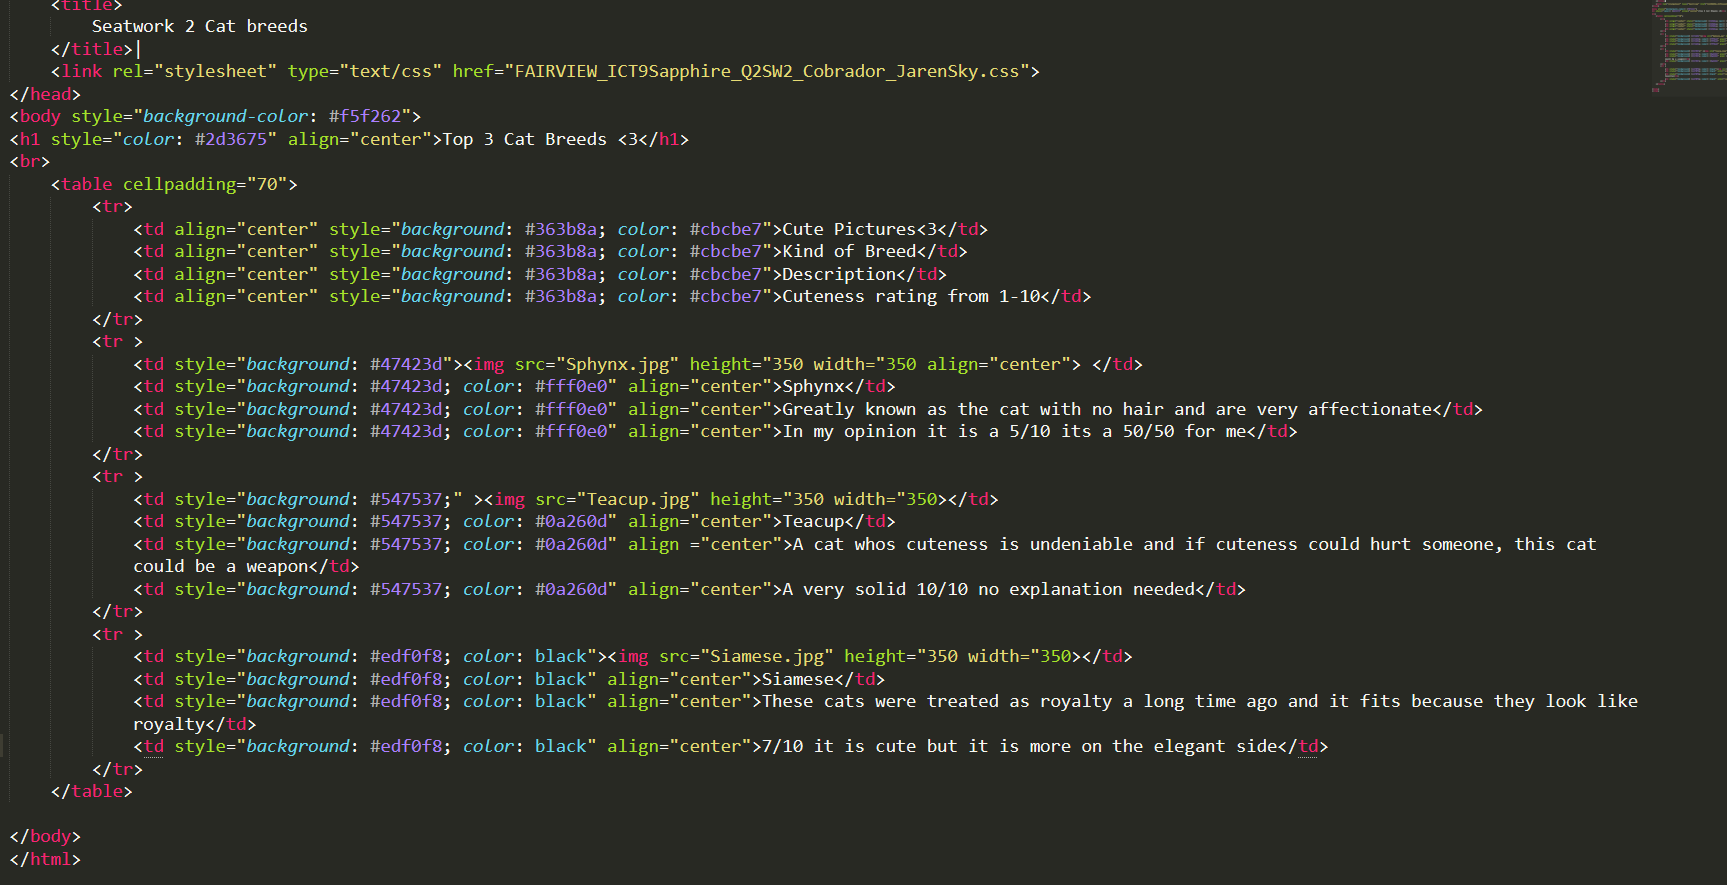 <title>
Seatwork 2 Cat breeds
</title>
<link rel="stylesheet" type="text/css" href="FAIRVIEW_ICT9Sapphire_Q2SW2_Cobrador_JarenSky.css">
</head>
<body style="background-color: #f5f262">
<h1 style="color: #2d3675" align="center">Top 3 Cat Breeds <3</h1>
<br>
<table cellpadding="70">
<tr>
<td align="center" style="background: #363b8a; color: #cbcbe7">Cute Pictures<3</td>
<td align="center" style="background: #363b8a; color: #cbcbe7">Kind of Breed</td>
<td align="center" style="background: #363b8a; color: #cbcbe7">Description</td>
<td align="center" style="background: #363b8a; color: #cbcbe7">Cuteness rating from 1-10</td>
</tr>
<tr >
<td style="background: #47423d"><img src="Sphynx.jpg" height="350 width="350 align="center"> </td>
<td style="background: #47423d; color: #fff0e0" align="center">Sphynx</td>
<td style="background: #47423d; color: #fff0e0" align="center">Greatly known as the cat with no hair and are very affectionate</td>
<td style="background: #47423d; color: #fff0e0" align="center">In my opinion it is a 5/10 its a 50/50 for me</td>
</tr>
<tr >
<td style="background: #547537;" ><img src="Teacup.jpg" height="350 width="350></td>
<td style="background: #547537; color: #0a260d" align="center">Teacup</td>
<td style="background: #547537; color: #0a260d" align ="center">A cat whos cuteness is undeniable and if cuteness could hurt someone, this cat
could be a weapon</td>
<td style="background: #547537; color: #0a260d" align="center">A very solid 10/10 no explanation needed</td>
</tr>
<tr >
<td style="background: #edf0f8; color: black"><img src="Siamese.jpg" height="350 width="350></td>
<td style="background: #edf0f8; color: black" align="center">Siamese</td>
<td style="background: #edf0f8; color: black" align="center">These cats were treated as royalty a long time ago and it fits because they look like
royalty</td>
<td style="background: #edf0f8; color: black" align="center">7/10 it is cute but it is more on the elegant side</td>
</tr>
</table>
</body>
</html>